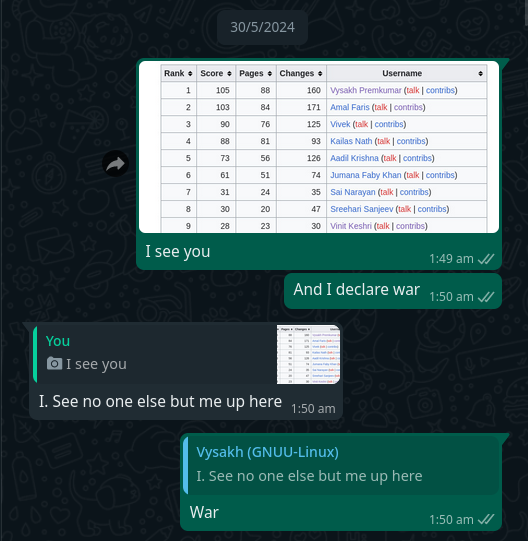 30/5/2024
Rank Score Pages Changes Username
1 105 88 160 Vysakh Premkumar (talk | contribs)
2 103 84 171 Amal Faris (talk | contribs)
3 90 76 125 Vivek (talk | contribs)
4 88 81 93 Kailas Nath (talk | contribs)
5 73 56 126 Aadil Krishna (talk | contribs)
6 61 51 74 Jumana Faby Khan (talk | contribs)
7 31 24 35 Sai Narayan (talk | contribs)
8 30 20 47 Sreehari Sanjeev (talk | contribs)
9 28 23 30 Vinit Keshri (talk | contribs)
I see you
1:49 am
And I declare war 1:50 am
You
I see you
I. See no one else but me up here 1:50 am
Vysakh (GNUU-Linux)
I. See no one else but me up here
War
1:50 am